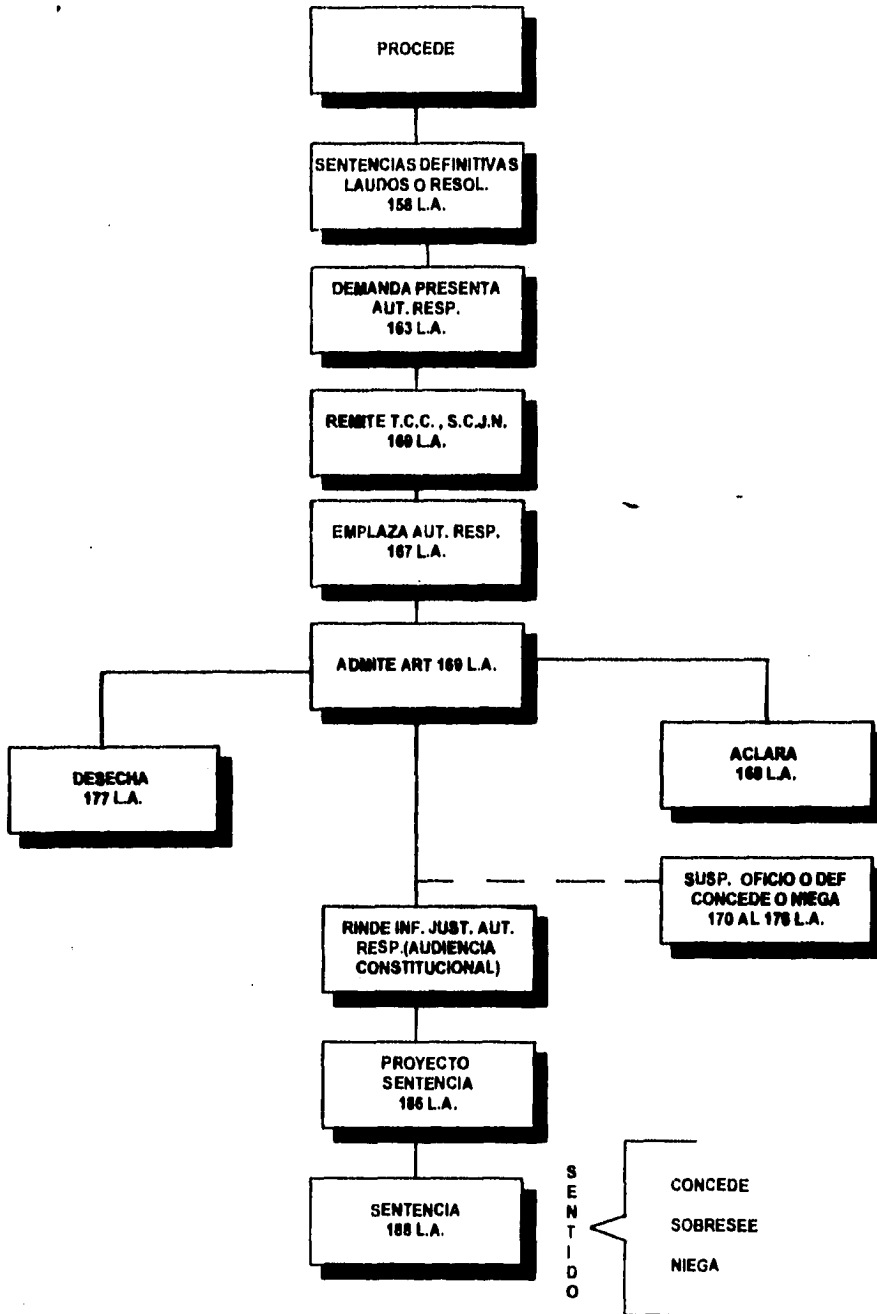 PROCEDE
SENTENCIAS DEFINITIVAS
LAUDOS O RESOL.
158 L.A.
DEMANDA PRESENTA
AUT. RESP.
163 L.A.
REMITE T.C.C. , S.C.J.N.
169 L.A.
EMPLAZA AUT. RESP.
167 L.A.
ADMITE ART 169 L.A.
DESECHA
177 L.A.
ACLARA
168 L.A.
SUSP. OFICIO O DEF
CONCEDE O NIEGA
170 AL 176 L.A.
RINDE INF. JUST. AUT.
RESP.(AUDIENCIA
CONSTITUCIONAL)
PROYECTO
SENTENCIA
L.A.
SENTENCIA
188 L.A.
SENTIDO
CONCEDE
SOBRESEE
NIEGA